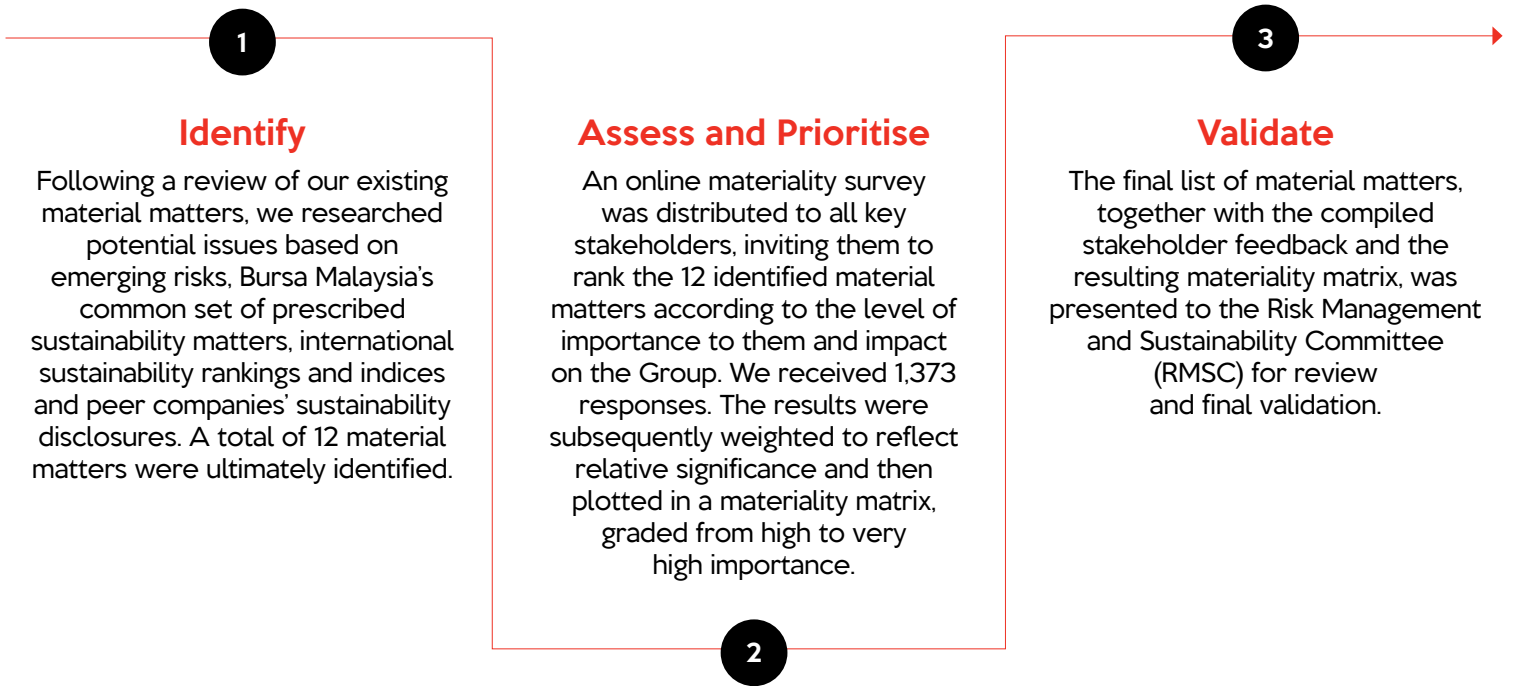 1
Identify
Following a review of our existing
material matters, we researched
potential issues based on
emerging risks, Bursa Malaysia’s
common set of prescribed
sustainability matters, international
sustainability rankings and indices
and peer companies’ sustainability
disclosures. A total of 12 material
matters were ultimately identified.
2
Assess and Prioritise
An online materiality survey
was distributed to all key
stakeholders, inviting them to
rank the 12 identified material
matters according to the level of
importance to them and impact
on the Group. We received 1,373
responses. The results were
subsequently weighted to reflect
relative significance and then
plotted in a materiality matrix,
graded from high to very
high importance.
3
Validate
The final list of material matters,
together with the compiled
stakeholder feedback and the
resulting materiality matrix, was
presented to the Risk Management
and Sustainability Committee
(RMSC) for review
and final validation.